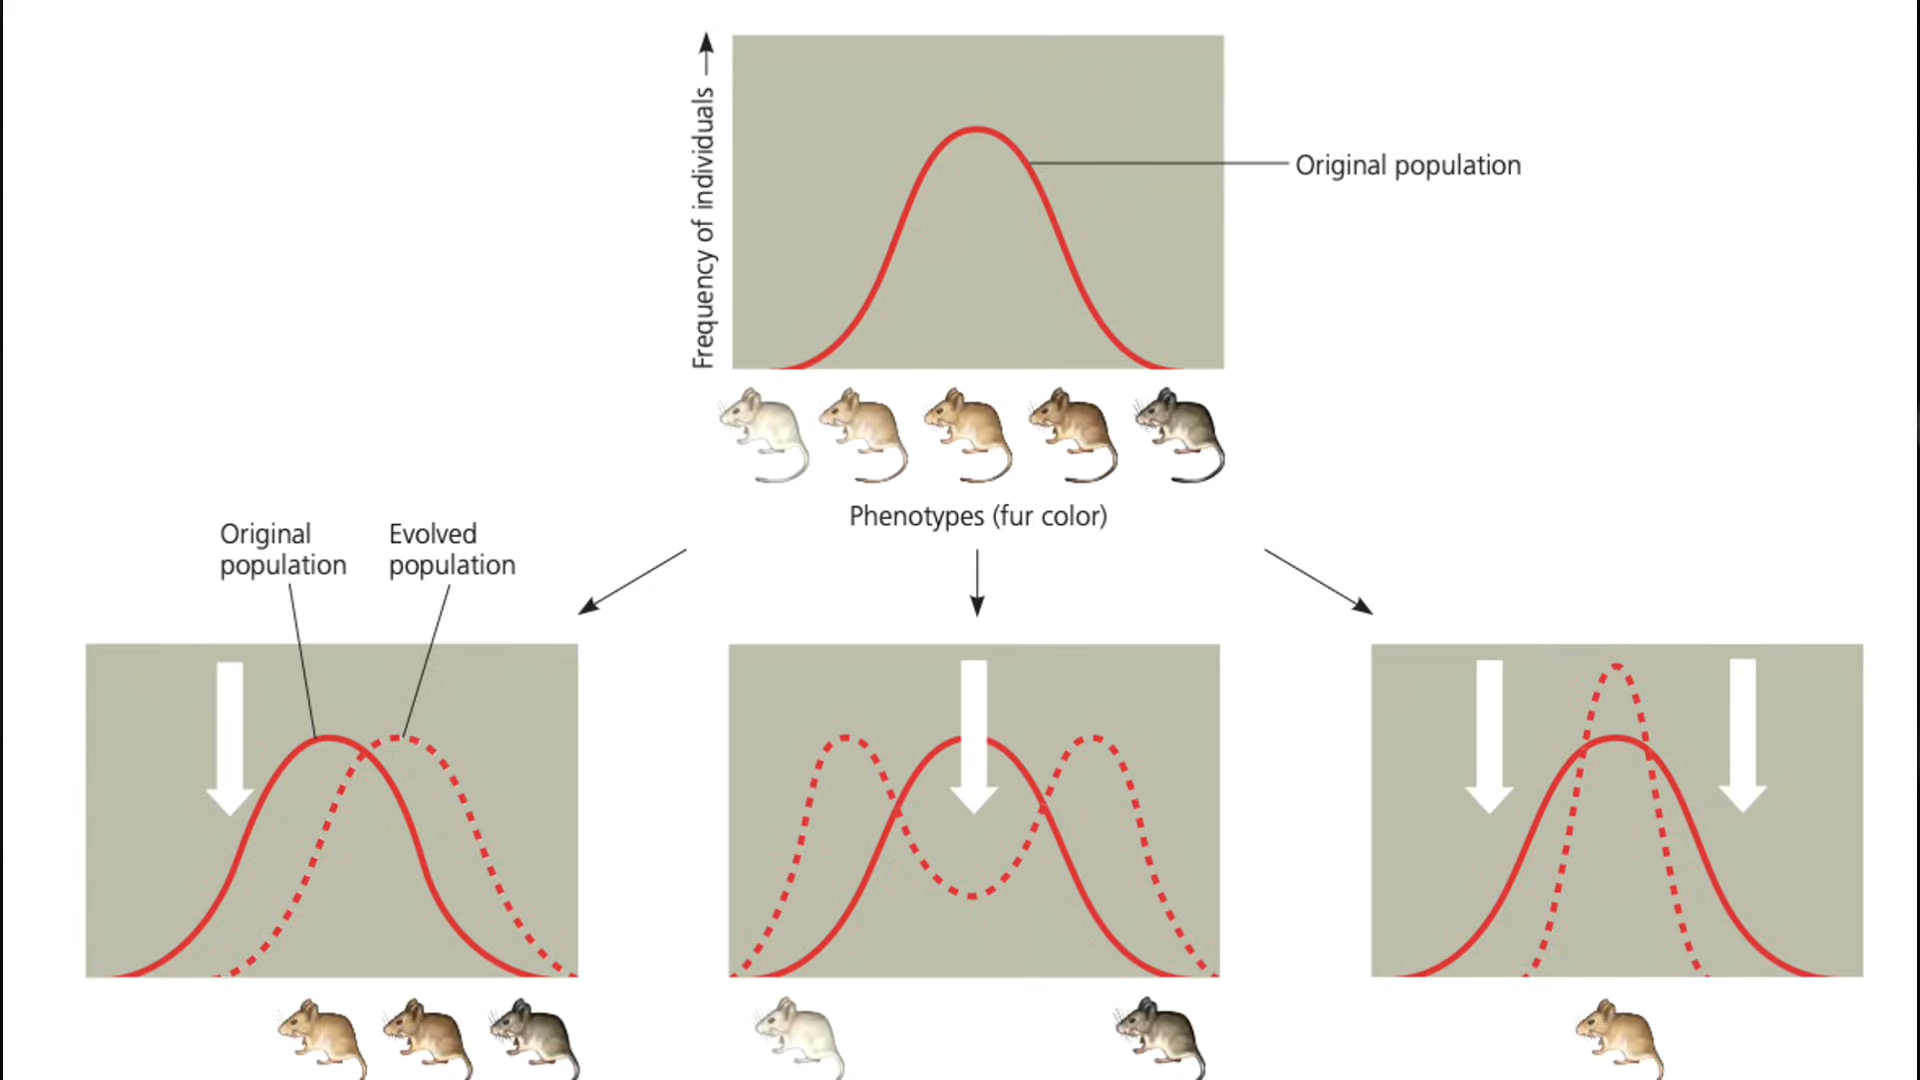 Frequency of individuals
Original population
Phenotypes (fur color)
Original
population
Evolved
population